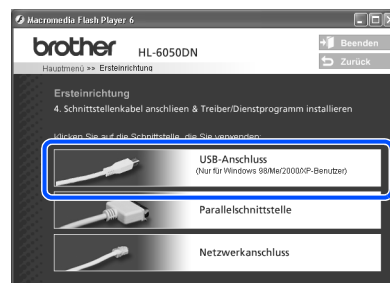 Macromedia Flash Player 6
brother HL-6050DN
Beenden
Zurück
Hauptmenü >> Ersteinrichtung
Ersteinrichtung
4. Schnittstellenkabel anschlieen & Treiber/Dienstprogramm installieren
Klicken Sie auf die Schnittstelle, die Sie verwenden:
USB-Anschluss
(Nur für Windows 98/Me/2000/XP-Benutzer)
Parallelschnittstelle
Netzwerkanschluss